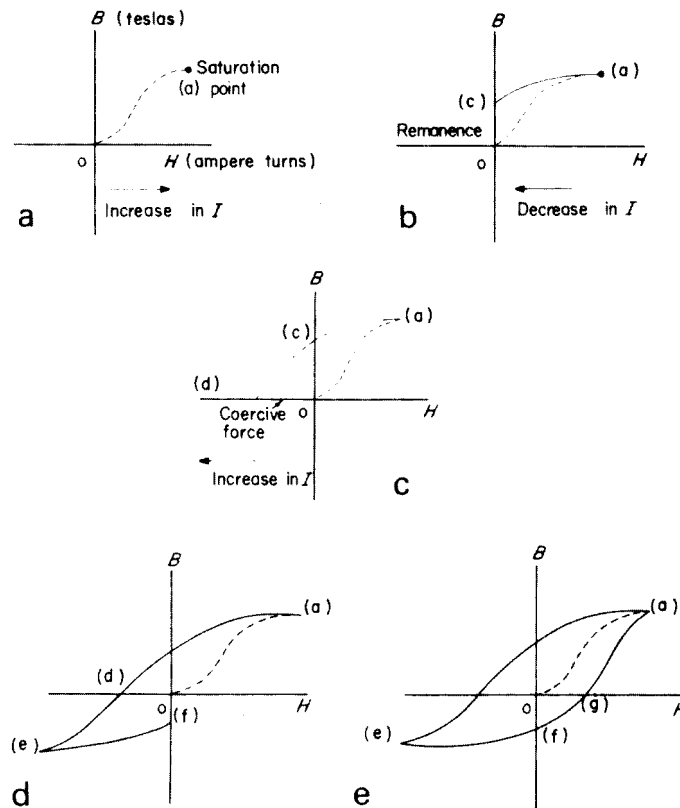 B (teslas)
Saturation
(a) point
o
H (ampere turns)
Increase in I
a
B
(c)
(a)
Remanence
o
H
Decrease in I
b
B
(c)
(a)
(d)
o
H
Coercive
force
Increase in I
c
B
(a)
(d)
o
H
(f)
(e)
d
B
(a)
o
(g)
H
(e)
(f)
e